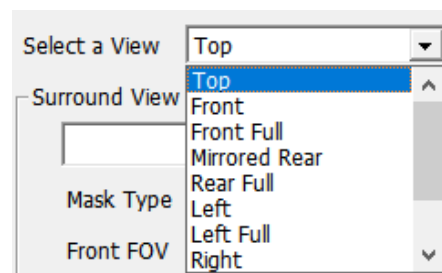 Select a View Top
Top
Surround View
Front
Front Full
Mirrored Rear
Rear Full
Mask Type
Left
Left Full
Front FOV
Right